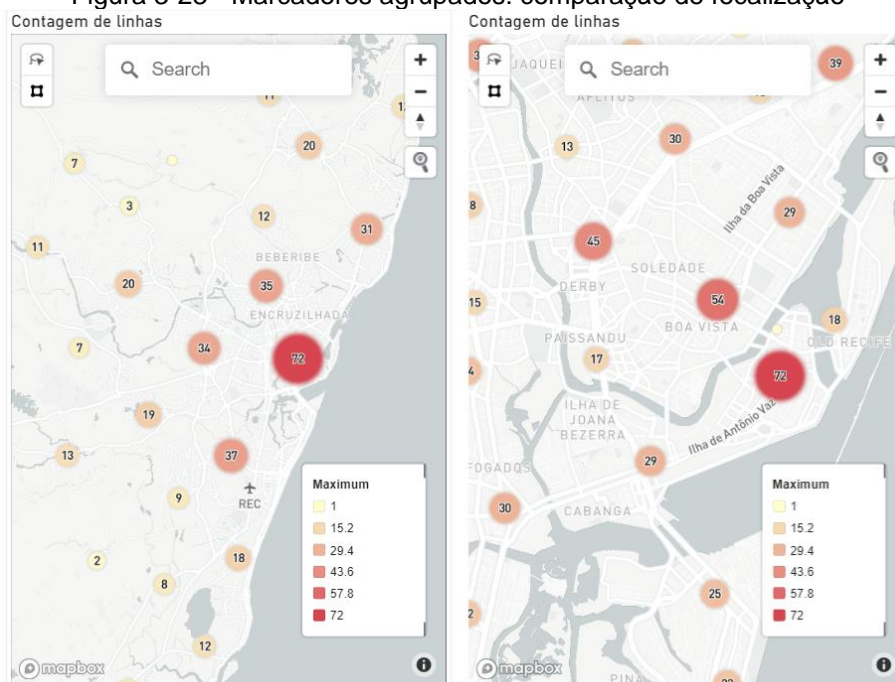 Contagem de linhas
Search
20
7
3
12
31
11
BEBERIBE
20
35
ENCRUZILHADA
7
34
72
19
13
37
9
REC
2
18
8
12
Maximum
1
15.2
29.4
43.6
57.8
72
mapbox
Contagem de linhas
Search
39
AFLITOS
30
13
Ilha da Boa Vista
8
29
45
SOLEDADE
DERBY
54
15
BOA VISTA
18
OLD RECIFE
PAISSANDU
17
72
ILHA DE
JOANA
BEZERRA
Ilha de Antônio Vaz
29
FOGADOS
30
CABANGA
25
Maximum
1
15.2
29.4
43.6
57.8
72
PINA
mapbox